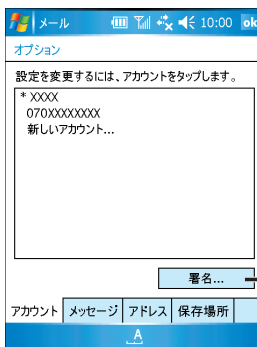 メール 10:00 ok
オプション
設定を変更するには、アカウントをタップします。
* XXXX
070XXXXXXXX
新しいアカウント...
署名...
アカウント メッセージ アドレス 保存場所
A